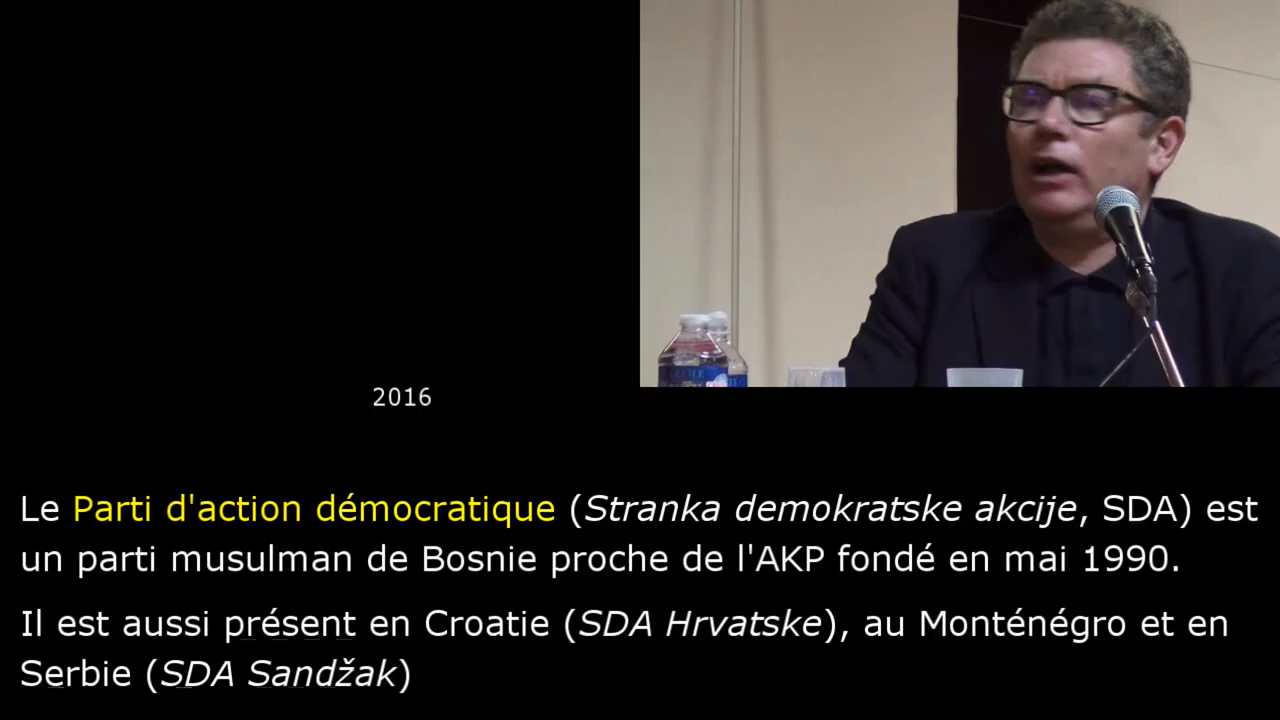 2016
Le Parti d'action démocratique (Stranka demokratske akcije, SDA) est
un parti musulman de Bosnie proche de l'AKP fondé en mai 1990.
Il est aussi présent en Croatie (SDA Hrvatske), au Monténégro et en
Serbie (SDA Sandžak)